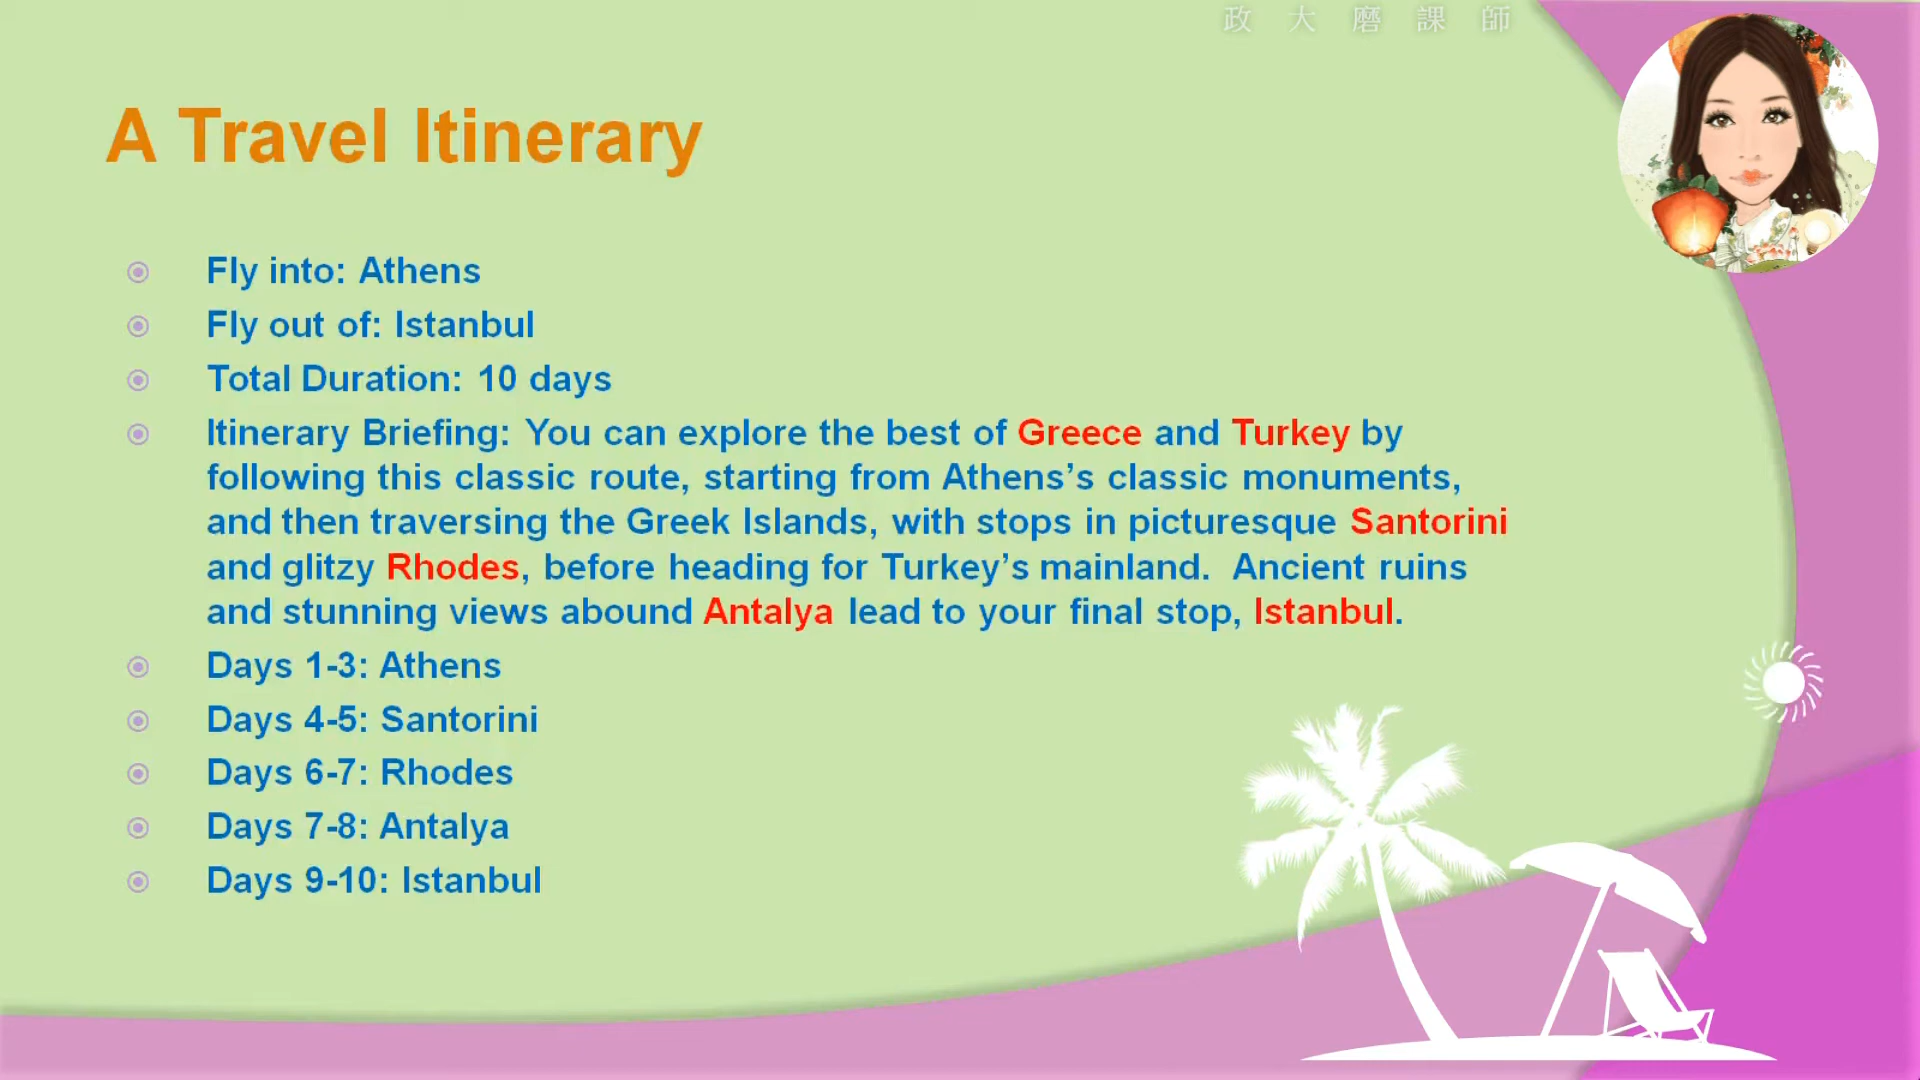 政大磨課師
A Travel Itinerary
Fly into: Athens
Fly out of: Istanbul
Total Duration: 10 days
Itinerary Briefing: You can explore the best of Greece and Turkey by
following this classic route, starting from Athens’s classic monuments,
and then traversing the Greek Islands, with stops in picturesque Santorini
and glitzy Rhodes, before heading for Turkey’s mainland. Ancient ruins
and stunning views abound Antalya lead to your final stop, Istanbul.
Days 1-3: Athens
Days 4-5: Santorini
Days 6-7: Rhodes
Days 7-8: Antalya
Days 9-10: Istanbul